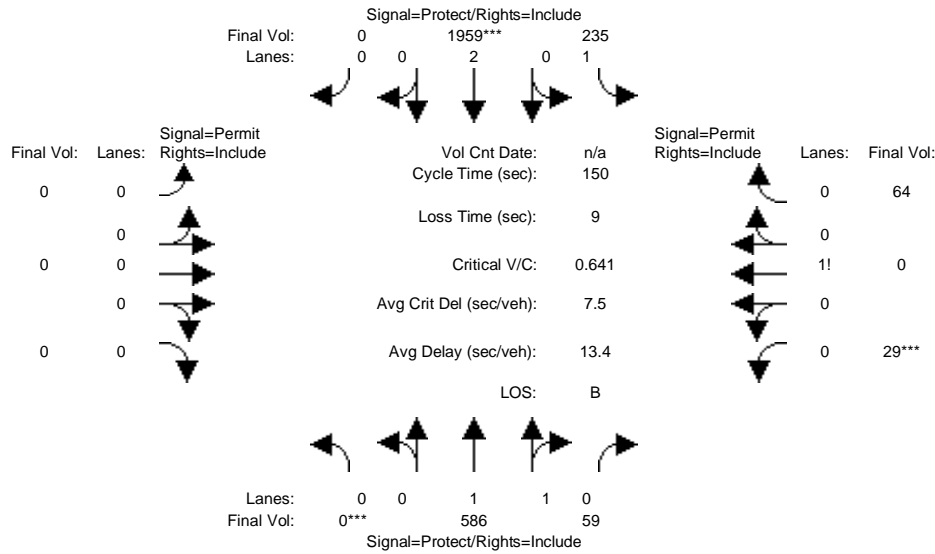 Signal=Protect/Rights=Include
Final Vol: 0 1959*** 235
Lanes: 0 0 2 0 1
Signal=Permit Signal=Permit
Final Vol: Lanes: Rights=Include Vol Cnt Date: n/a Rights=Include Lanes: Final Vol:
Cycle Time (sec): 150
0 0 0 64
Loss Time (sec): 9
0 0
0 0 Critical V/C: 0.641 1! 0
0 Avg Crit Del (sec/veh): 7.5 0
0 0 Avg Delay (sec/veh): 13.4 0 29***
LOS: B
Lanes: 0 0 1 1 0
Final Vol: 0*** 586 59
Signal=Protect/Rights=Include